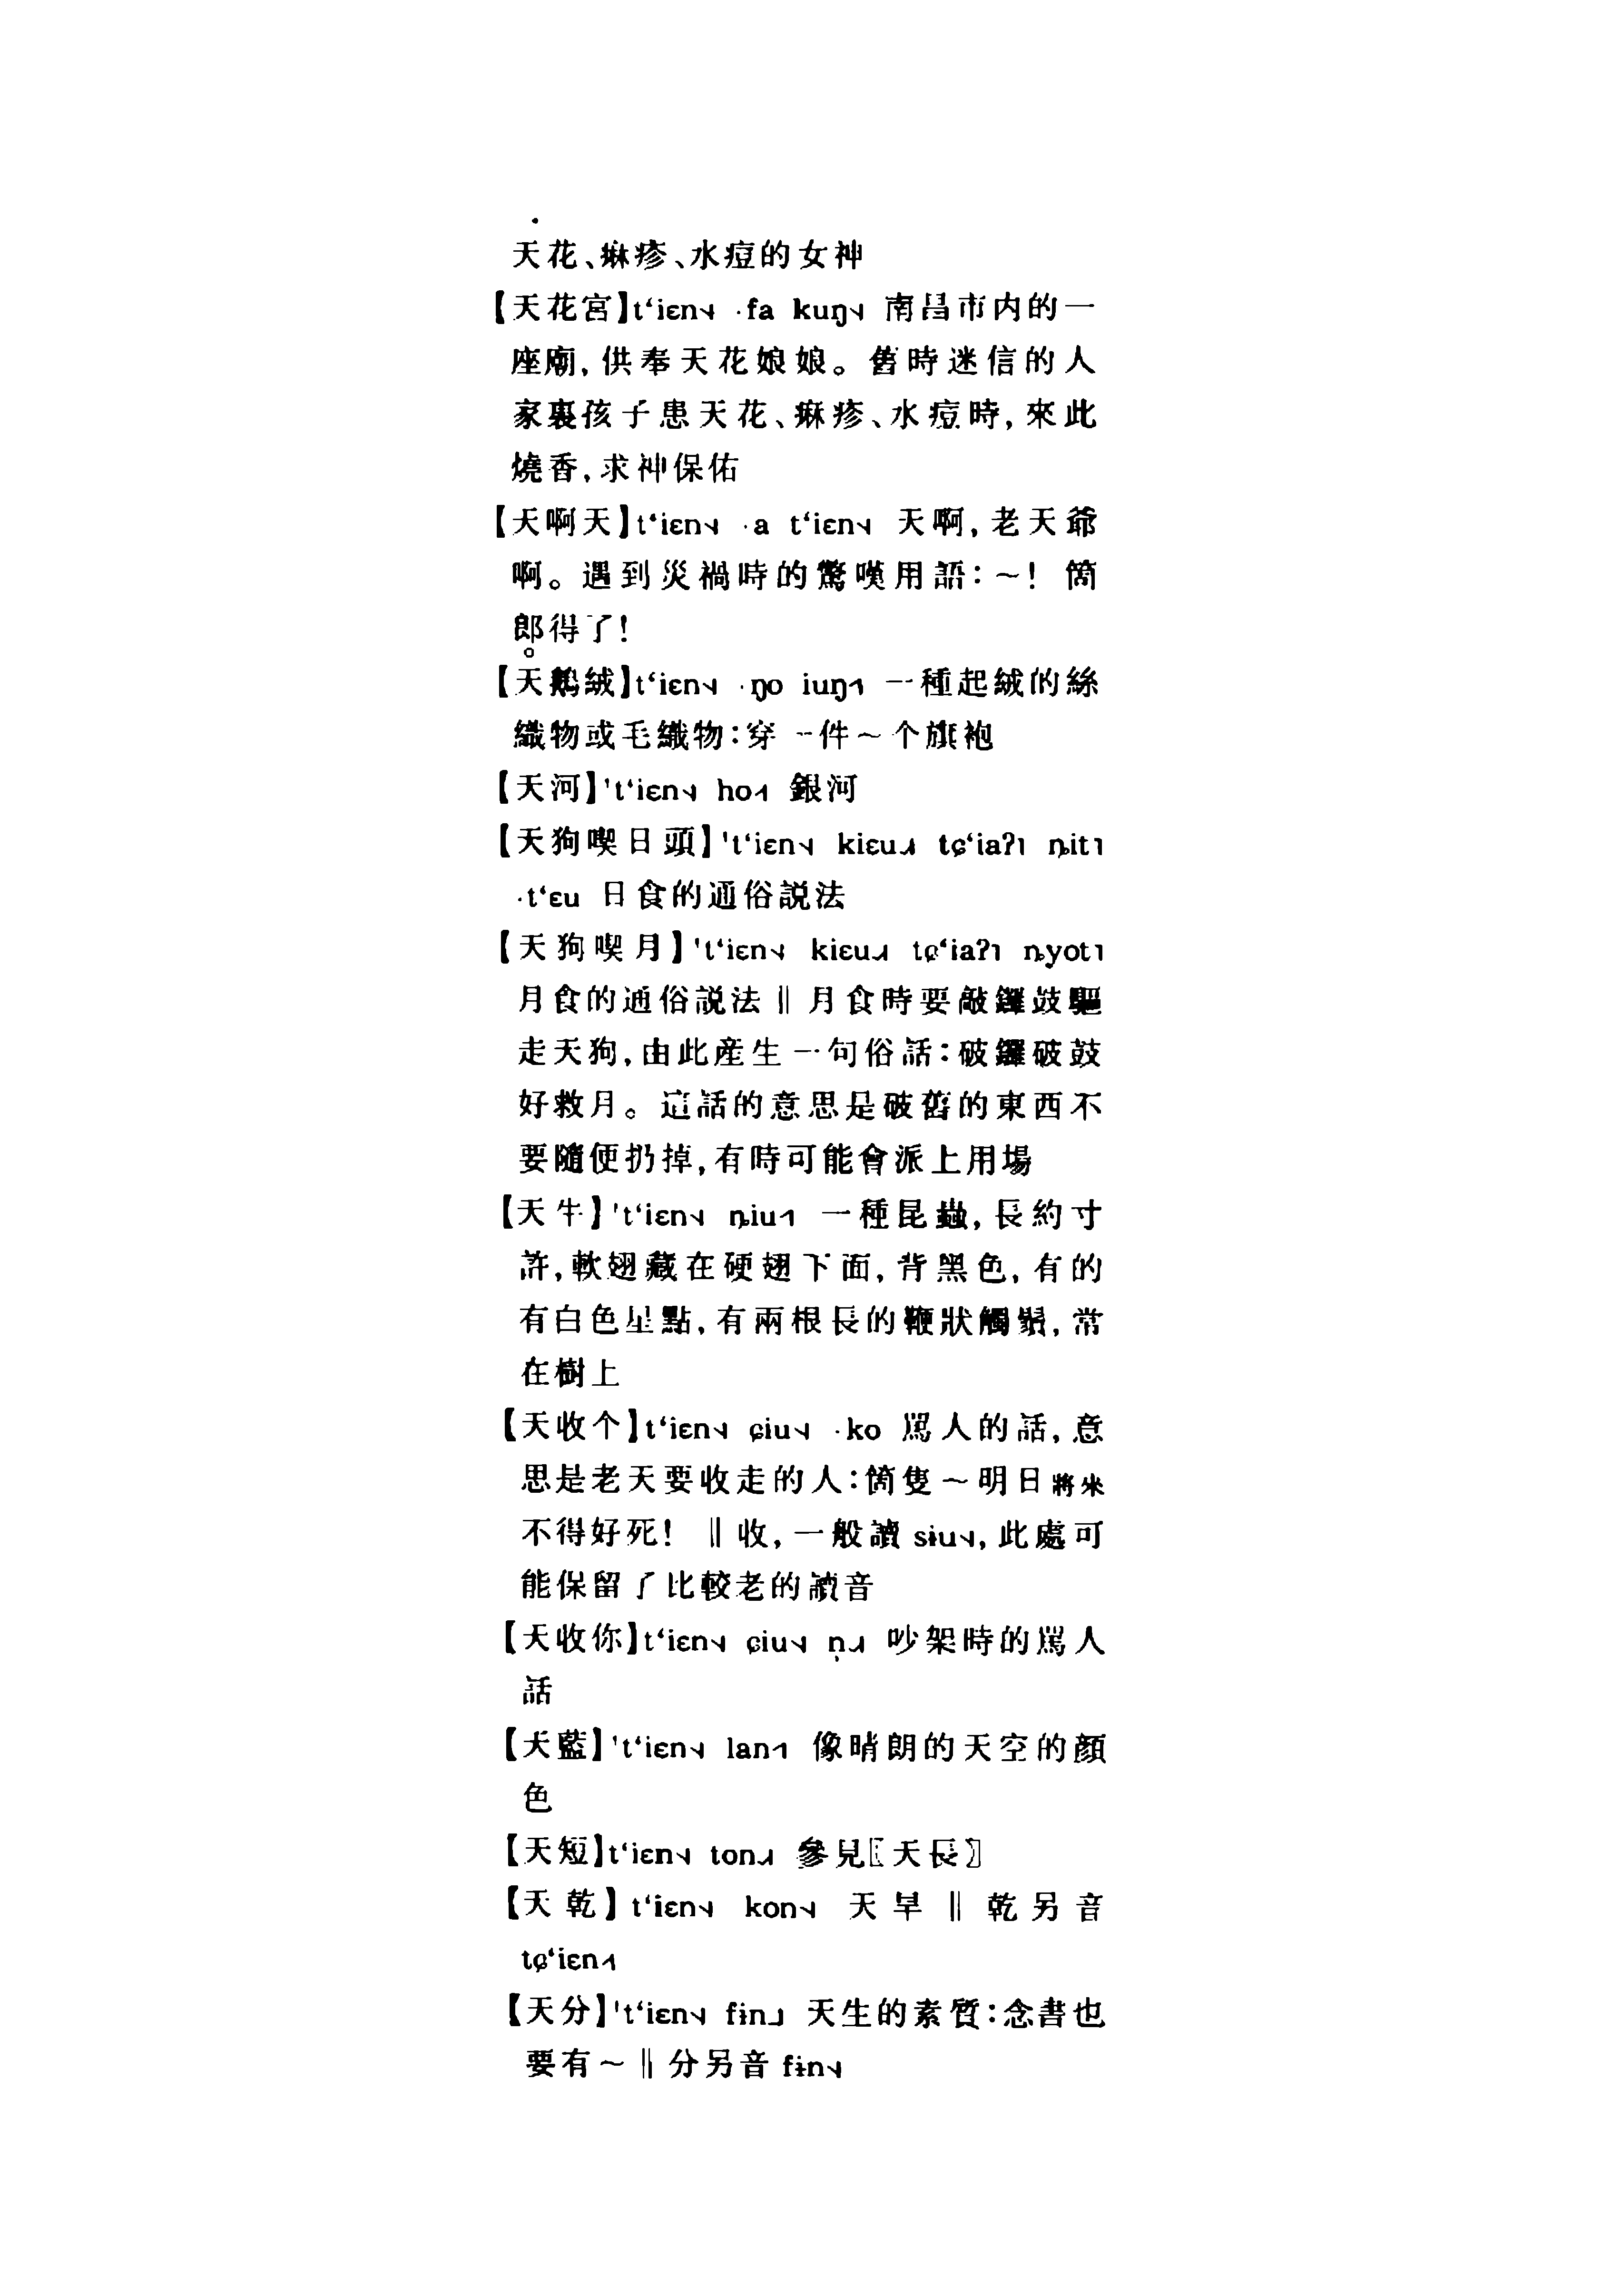 天花、痳疹、水痘的女神
【天花宮】t‘iɛn˧˩ ·fa kuŋ˧˩ 南昌市内的一
座廟，供奉天花娘娘。舊時迷信的人
家裏孩子患天花、痳疹、水痘時，來此
燒香，求神保佑
【天啊天】t‘iɛn˧˩ ·a t‘iɛn˧˩ 天啊，老天爺
啊。遇到災禍時的驚嘆用語：～！ 箇
郎得了！
【天鵝絨】t‘iɛn˧˩ ·ŋo iuŋ˧˥ 一種起絨的絲
織物或毛織物：穿一件～个旗袍
【天河】't‘iɛn˧˩ ho˨˦ 銀河
【天狗喫日頭】't‘iɛn˧˩ kiɛu˨˩˧ tɕ‘iaʔ˥ ȵit˥
·t‘ɛu 日食的通俗説法
【天狗喫月】't‘iɛn˧˩ kiɛu˨˩˧ tɕ‘iaʔ˥ ȵyot˥
月食的通俗説法‖月食時要敲鑼鼓驅
走天狗，由此産生一句俗話：破鑼破鼓
好救月。這話的意思是破舊的東西不
要隨便扔掉，有時可能會派上用場
【天牛】't‘iɛn˧˩ ȵiu˧˥ 一種昆蟲，長約寸
許，軟翅藏在硬翅下面，背黑色，有的
有白色星點，有兩根長的鞭狀觸鬚，常
在樹上
【天收个】t‘iɛn˧˩ ɕiu˧˩ ·ko 罵人的話，意
思是老天要收走的人：箇隻～明日將來
不得好死！ ‖收，一般讀 sɨu˧˩，此處可
能保留了比較老的讀音
【天收你】t‘iɛn˧˩ ɕiu˧˩ n̩˨˩˧ 吵架時的罵人
話
【天藍】't‘iɛn˧˩ lan˧˥ 像晴朗的天空的顔
色
【天短】t‘iɛn˧˩ ton˨˩˧ 參見〖天長〗
【天乾】t‘iɛn˧˩ kon˧˩ 天旱‖乾另音
tɕ‘iɛn˨˦
【天分】't‘iɛn˧˩ fɨn˨˩ 天生的素質：念書也
要有～‖分另音 fɨn˧˩